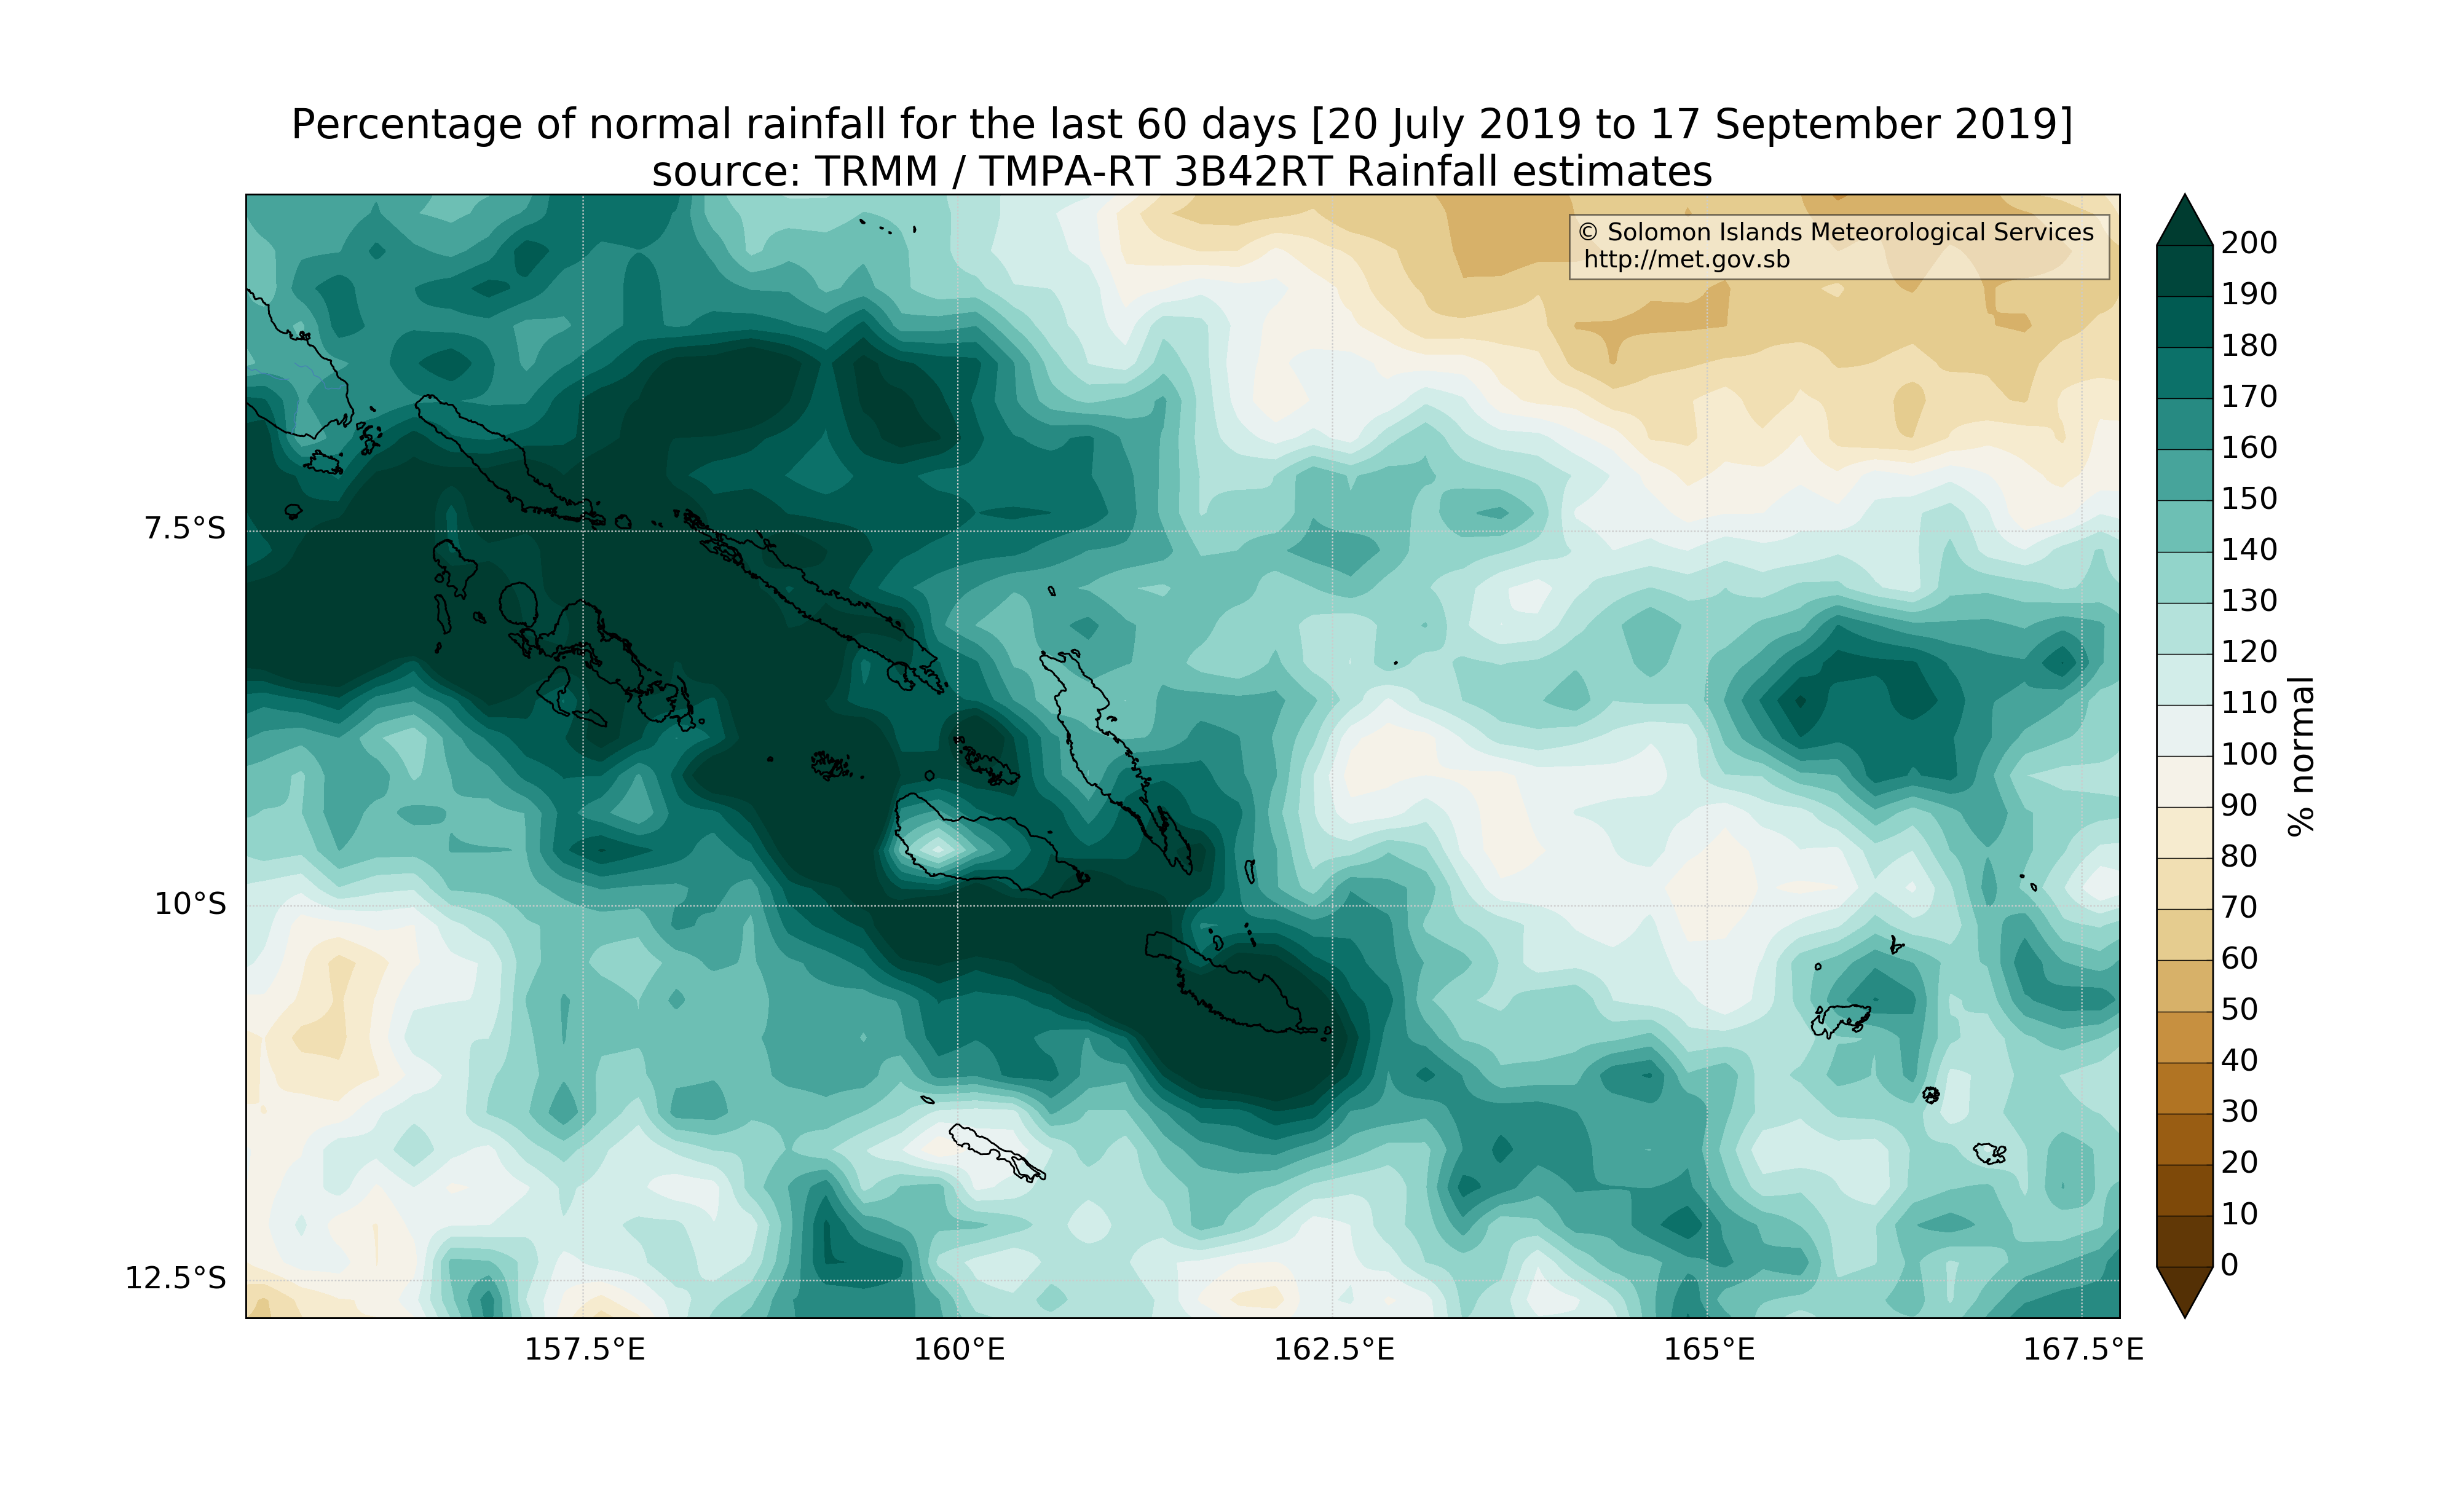 Percentage of normal rainfall for the last 60 days [20 July 2019 to 17 September 2019]
source: TRMM / TMPA-RT 3B42RT Rainfall estimates
© Solomon Islands Meteorological Services
http://met.gov.sb
7.5°S
10°S
12.5°S
157.5°E
160°E
162.5°E
165°E
167.5°E
200
190
180
170
160
150
140
130
120
110
100
90
80
70
60
50
40
30
20
10
0
% normal